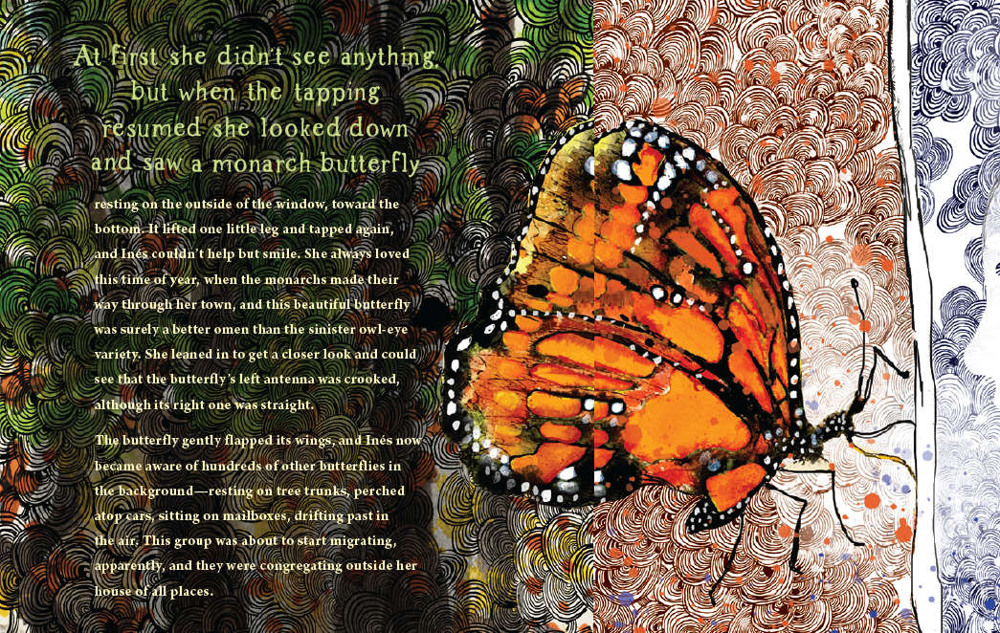 At first she didn't see anything,
but when the tapping
resumed she looked down
and saw a monarch butterfly
resting on the outside of the window, toward the
bottom. It lifted one little leg and tapped again,
and Inés couldn't help but smile. She always loved
this time of year, when the monarchs made their
way through her town, and this beautiful butterfly
was surely a better omen than the sinister owl-eye
variety. She leaned in to get a closer look and could
see that the butterfly's left antenna was crooked,
although its right one was straight.
The butterfly gently flapped its wings, and Inés now
became aware of hundreds of other butterflies in
the background—resting on tree trunks, perched
atop cars, sitting on mailboxes, drifting past in
the air. This group was about to start migrating,
apparently, and they were congregating outside her
house of all places.